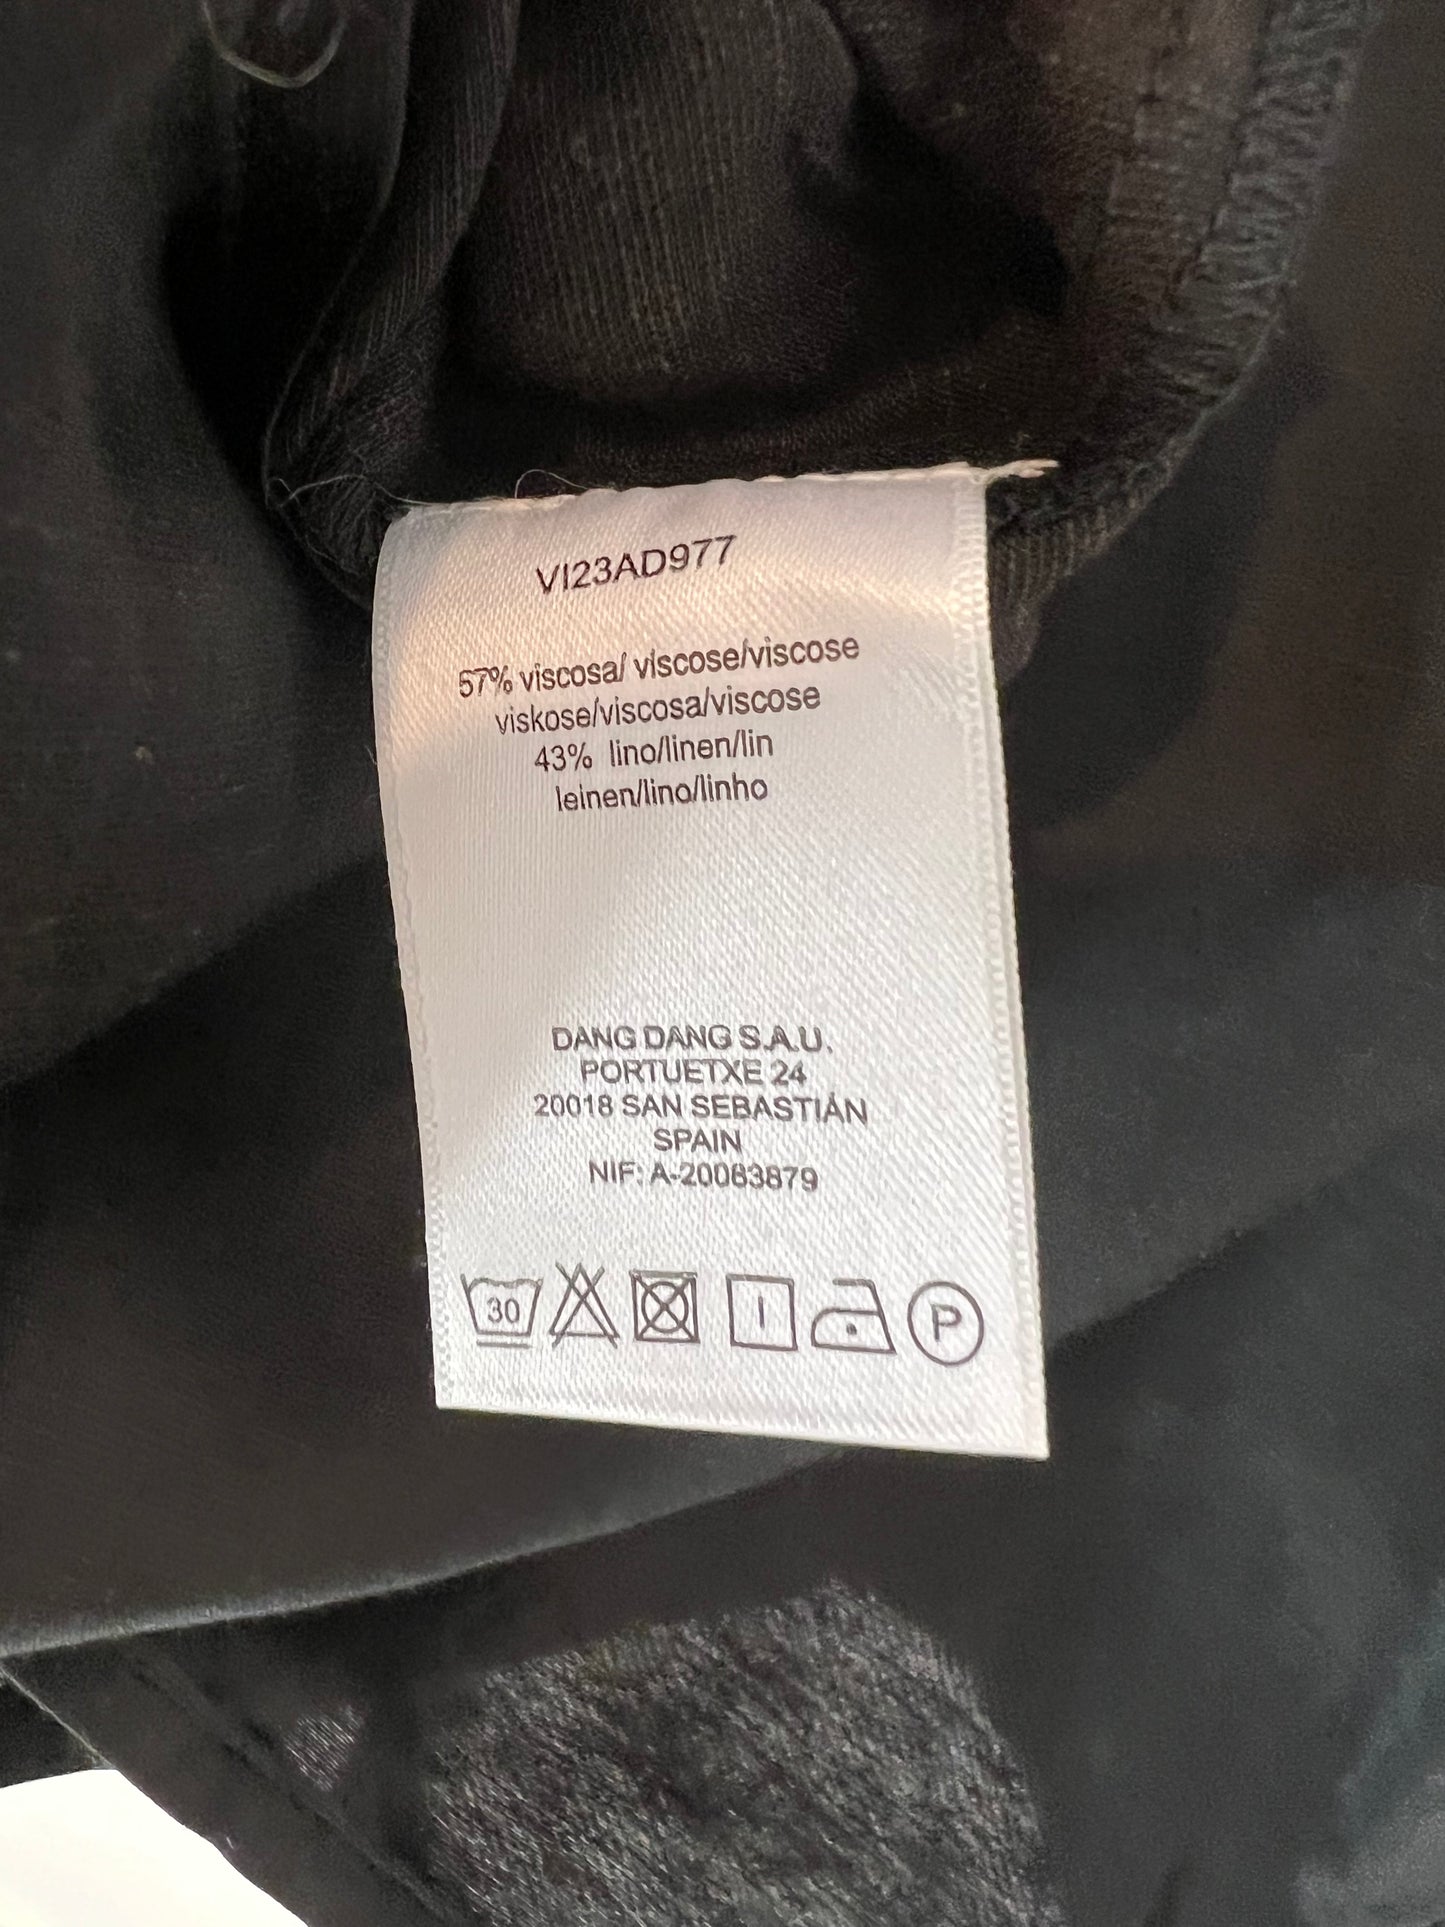 VI23AD977
57% viscosa/ viscose/viscose
viskose/viscosa/viscose
43% lino/linen/lin
leinen/lino/linho
DANG DANG S.A.U.
PORTUETXE 24
20018 SAN SEBASTIÁN
SPAIN
NIF: A-20083879
30
P